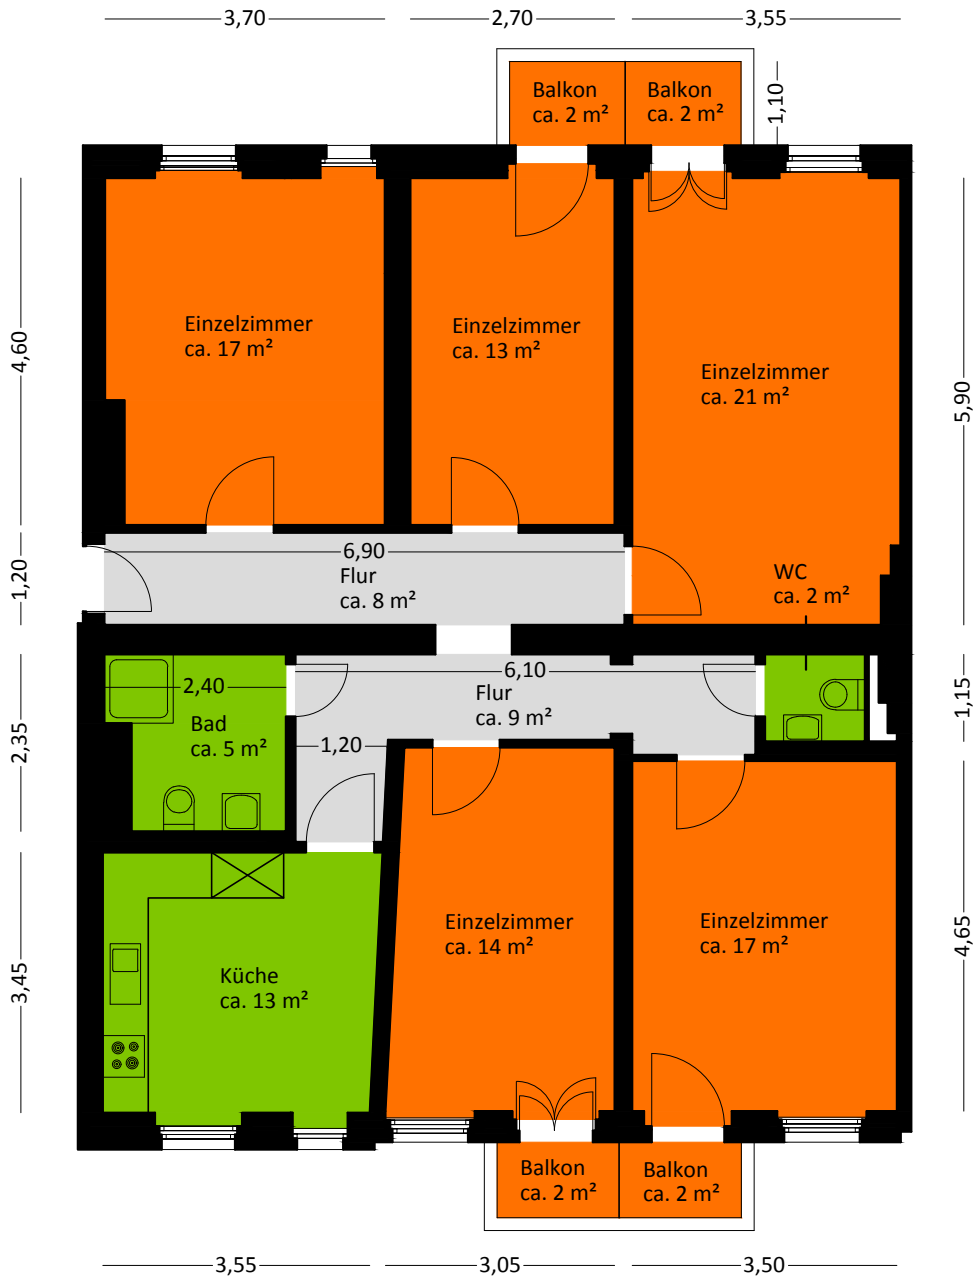 3,70
2,70
3,55
Balkon
ca. 2 m²
Balkon
ca. 2 m²
1,10
4,60
Einzelzimmer
ca. 17 m²
Einzelzimmer
ca. 13 m²
Einzelzimmer
ca. 21 m²
5,90
1,20
6,90
Flur
ca. 8 m²
WC
ca. 2 m²
2,35
2,40
Bad
ca. 5 m²
6,10
Flur
ca. 9 m²
1,20
1,15
3,45
Küche
ca. 13 m²
Einzelzimmer
ca. 14 m²
Einzelzimmer
ca. 17 m²
4,65
Balkon
ca. 2 m²
Balkon
ca. 2 m²
3,55
3,05
3,50